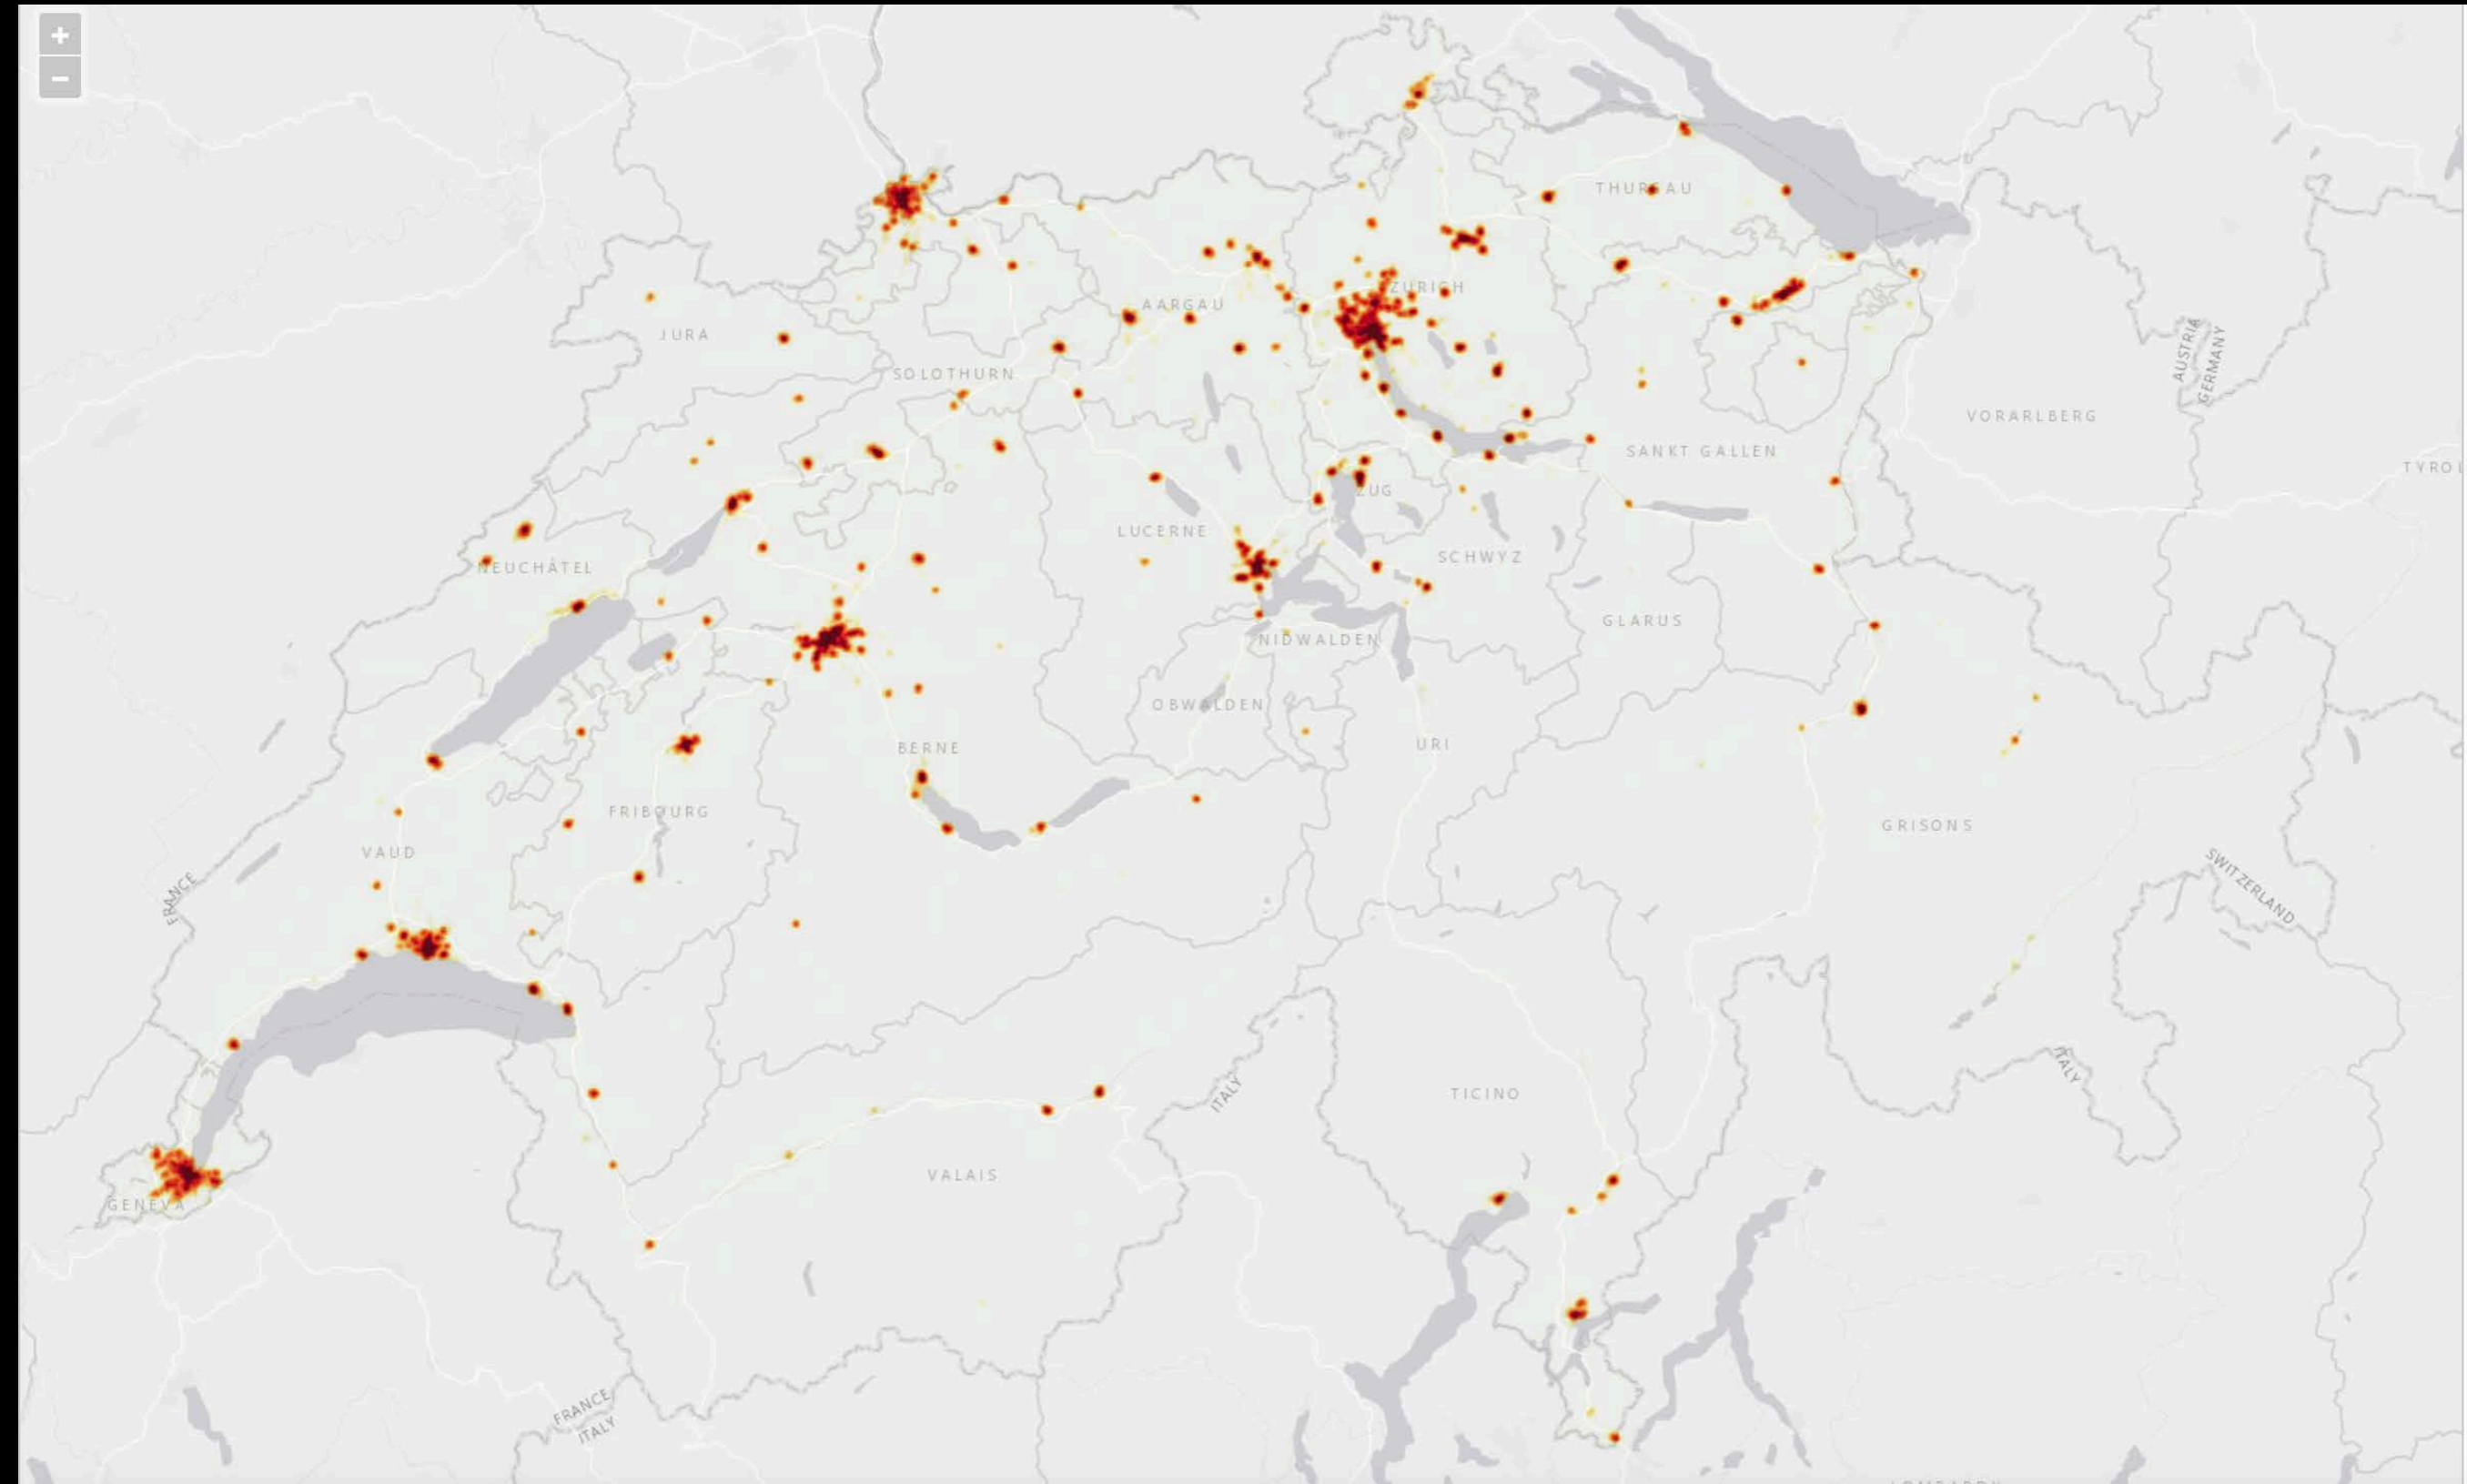 +
−
THURGAU
ZURICH
AARGAU
JURA
AUSTRIA
GERMANY
SOLOTHURN
VORARLBERG
SANKT GALLEN
TYROL
ZUG
LUCERNE
SCHWYZ
NEUCHÂTEL
GLARUS
NIDWALDEN
OBWALDEN
URI
BERNE
FRIBOURG
GRISONS
VAUD
FRANCE
SWITZERLAND
ITALY
ITALY
TICINO
VALAIS
GENEVA
FRANCE
ITALY